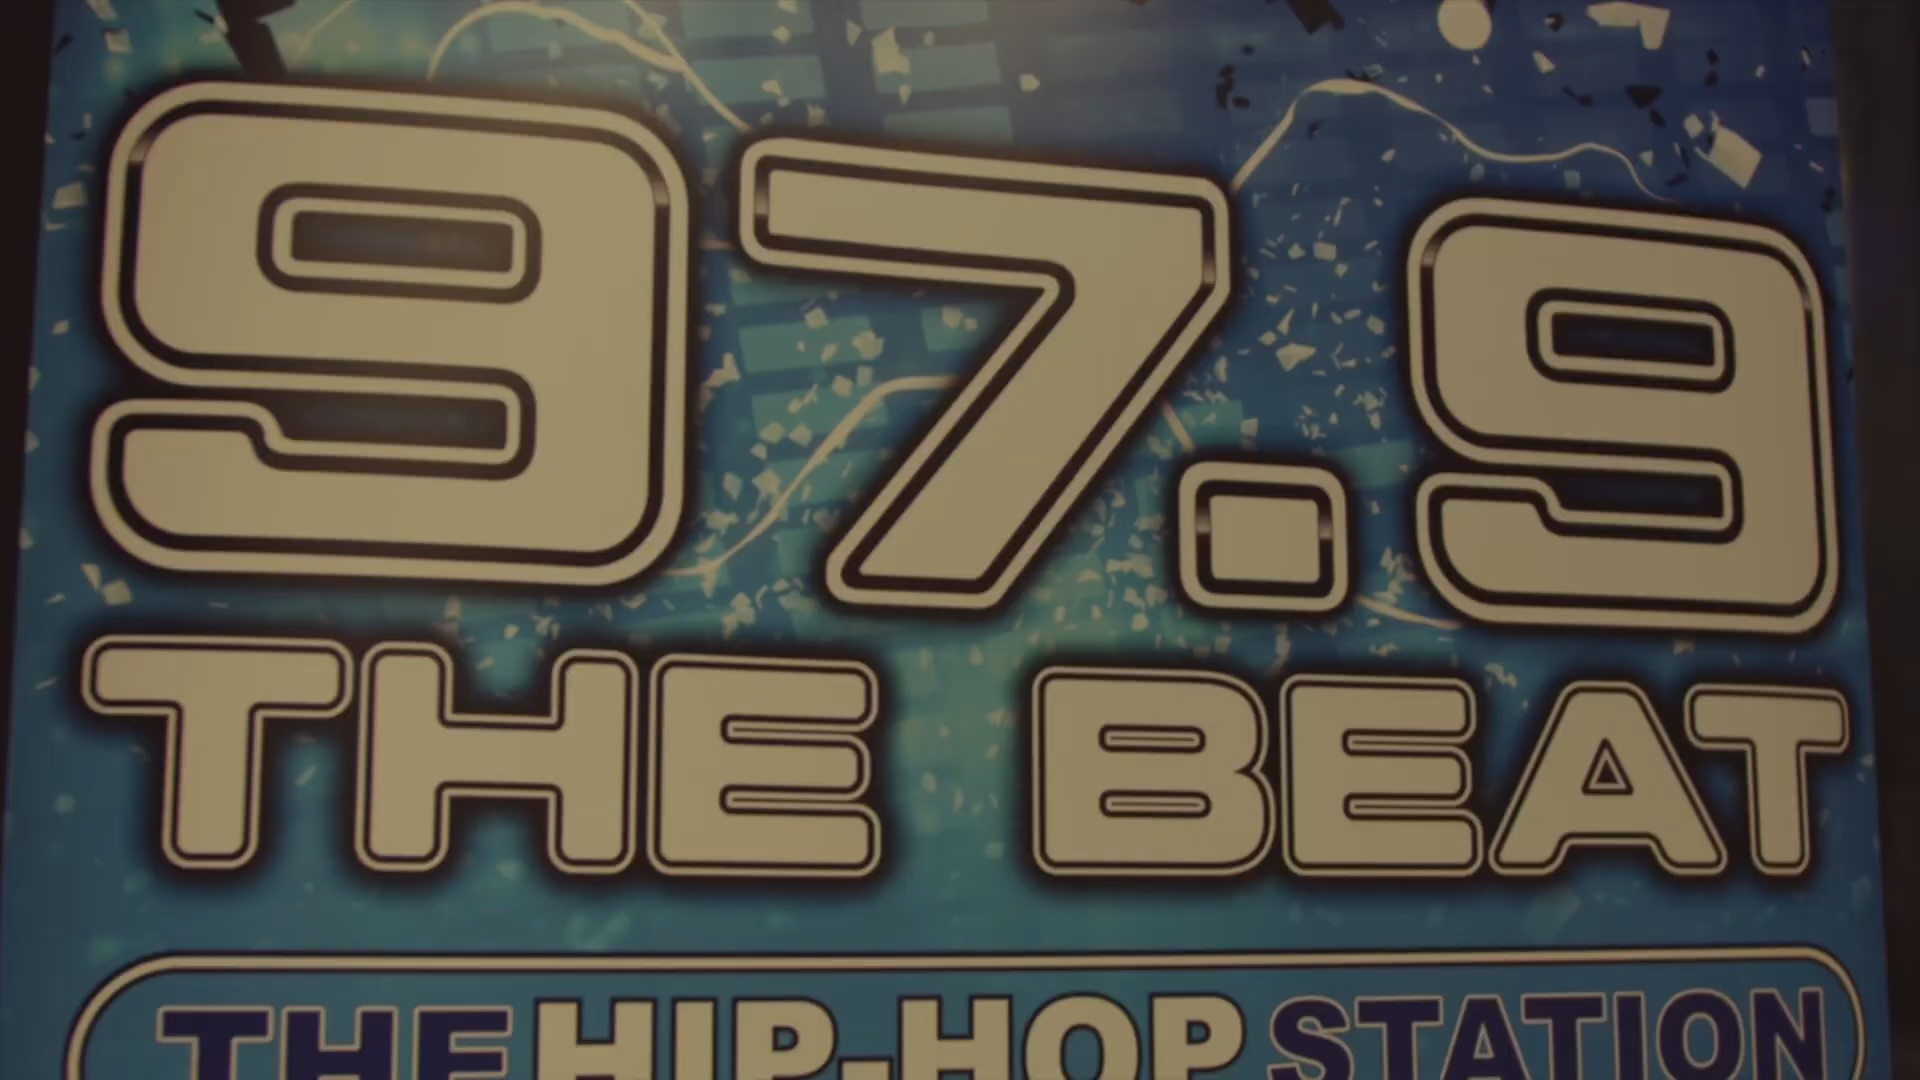 97.9
THE BEAT
THE HIP-HOP STATION